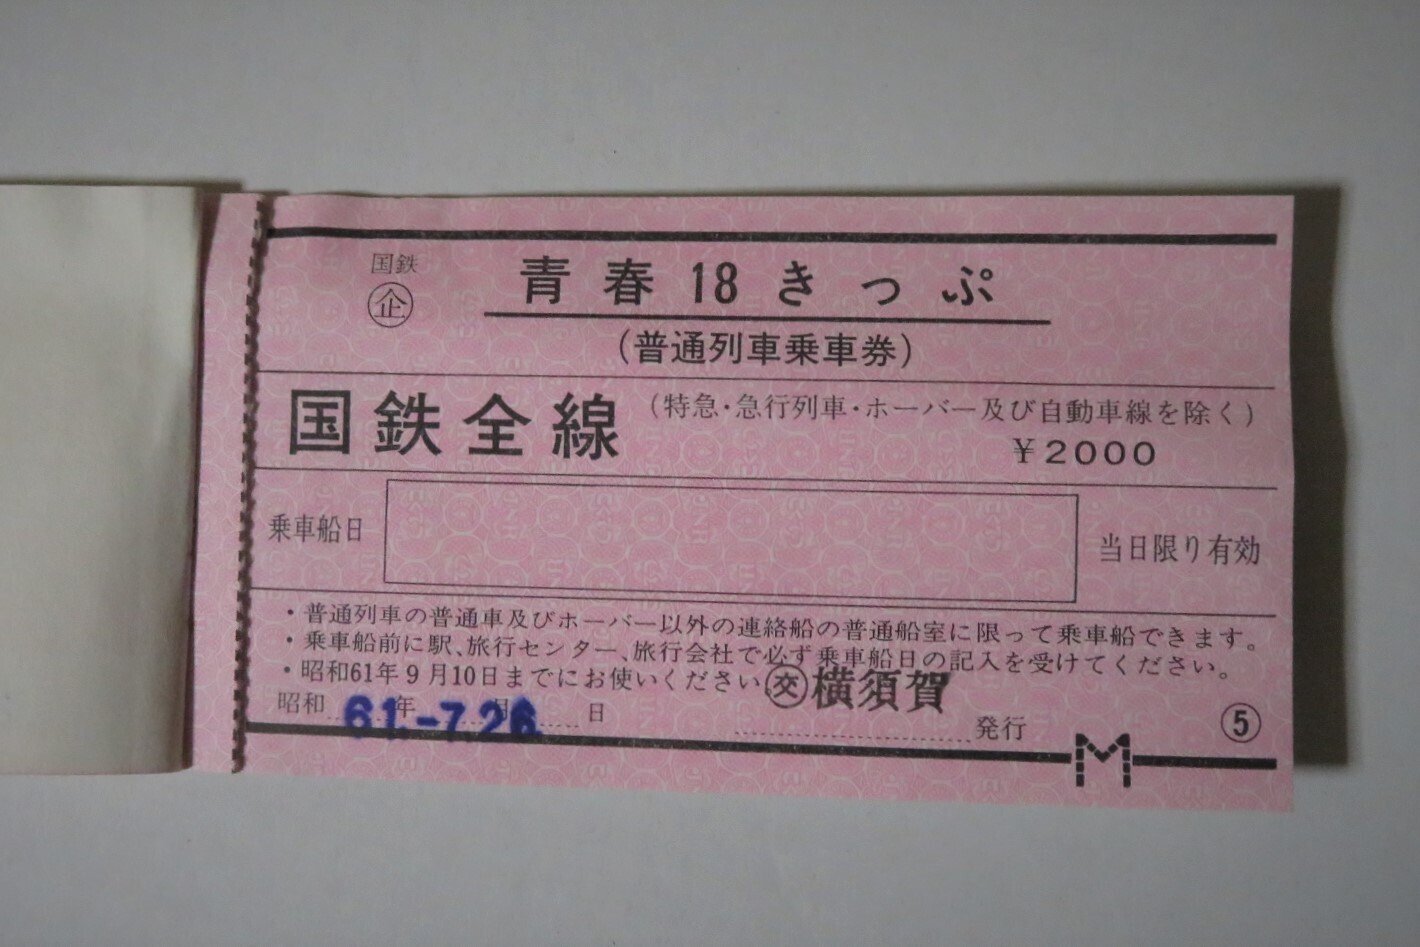 国鉄
企
青春18きっぷ
(普通列車乗車券)
国鉄全線
(特急・急行列車・ホーバー及び自動車線を除く)
¥2000
乗車船日
当日限り有効
・普通列車の普通車及びホーバー以外の連絡船の普通船室に限って乗車船できます。
・乗車船前に駅、旅行センター、旅行会社で必ず乗車船日の記入を受けてください。
・昭和61年9月10日までにお使いください。
交 横須賀
昭和 年 月 日
61.-7.26
発行
⑤
M